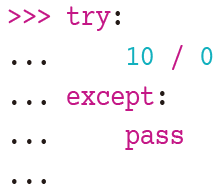 >>> try:
...     10 / 0
... except:
...     pass
...